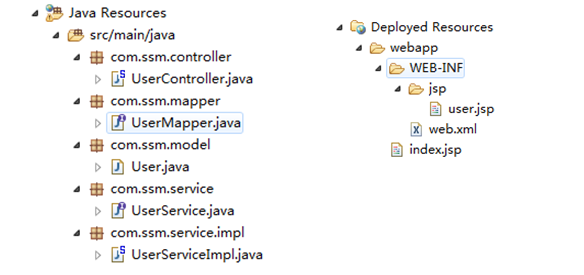 Java Resources
src/main/java
com.ssm.controller
UserController.java
com.ssm.mapper
UserMapper.java
com.ssm.model
User.java
com.ssm.service
UserService.java
com.ssm.service.impl
UserServiceImpl.java
Deployed Resources
webapp
WEB-INF
jsp
user.jsp
web.xml
index.jsp